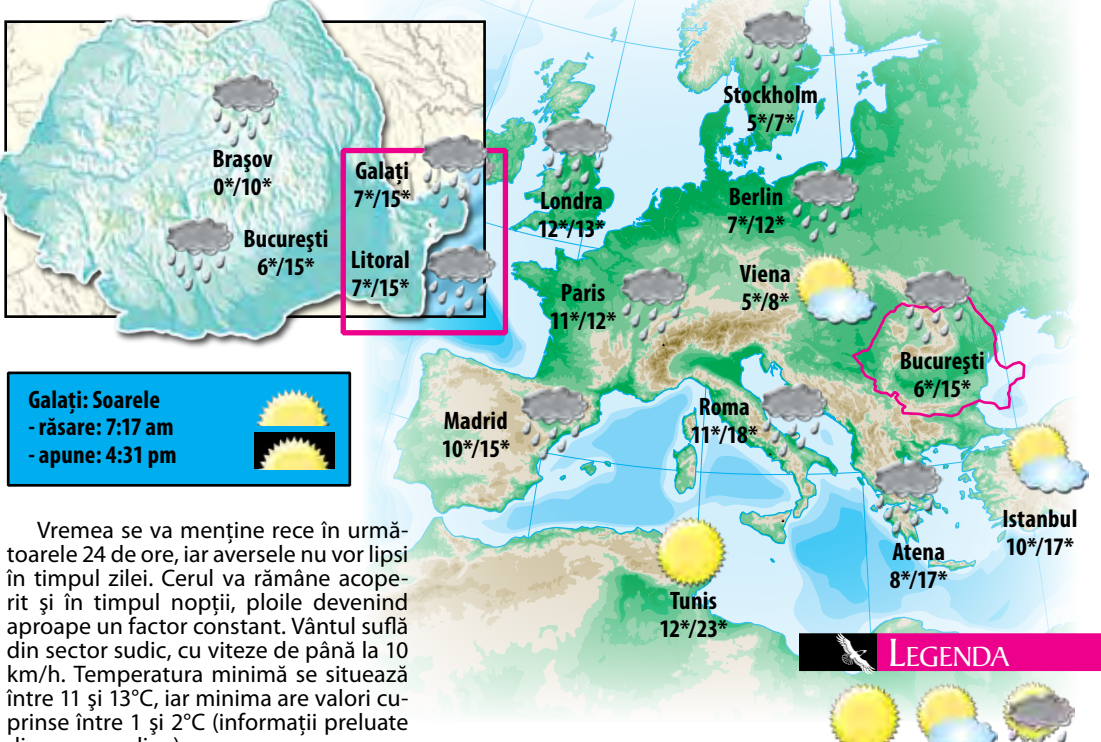 Brașov
0*/10*
București
6*/15*
Galați
7*/15*
Litoral
7*/15*
Stockholm
5*/7*
Londra
12*/13*
Berlin
7*/12*
Viena
5*/8*
Paris
11*/12*
București
6*/15*
Madrid
10*/15*
Roma
11*/18*
Istanbul
10*/17*
Atena
8*/17*
Tunis
12*/23*
Galați: Soarele
- răsare: 7:17 am
- apune: 4:31 pm
Vremea se va menține rece în urmă-
toarele 24 de ore, iar aversele nu vor lipsi
în timpul zilei. Cerul va rămâne acope-
rit și în timpul nopții, ploile devenind
aproape un factor constant. Vântul suflă
din sector sudic, cu viteze de până la 10
km/h. Temperatura minimă se situează
între 11 și 13°C, iar minima are valori cu-
prinse între 1 și 2°C (informații preluate
LEGENDA